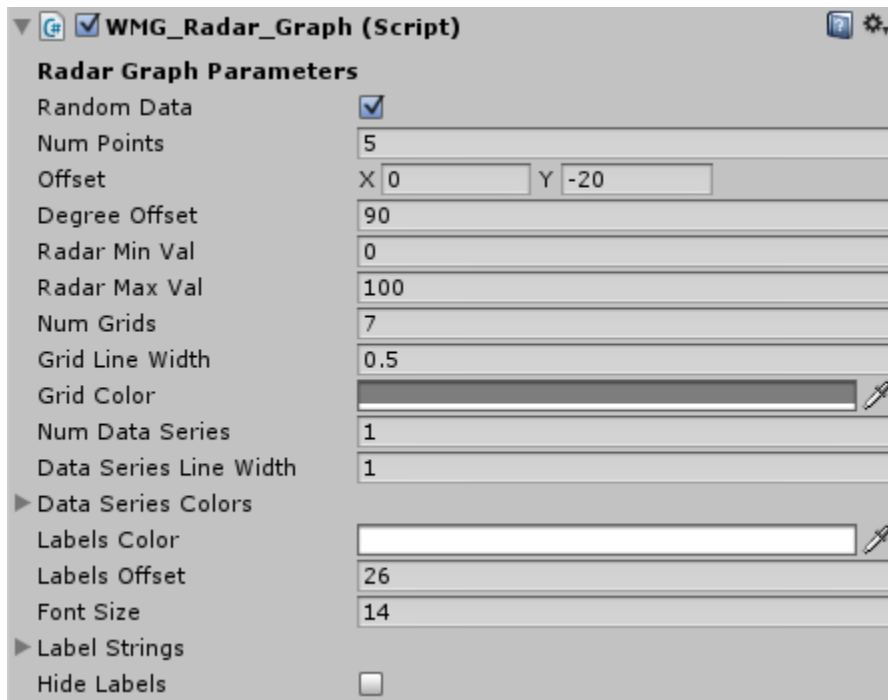 WMG_Radar_Graph (Script)
Radar Graph Parameters
Random Data
Num Points 5
Offset X 0 Y -20
Degree Offset 90
Radar Min Val 0
Radar Max Val 100
Num Grids 7
Grid Line Width 0.5
Grid Color
Num Data Series 1
Data Series Line Width 1
Data Series Colors
Labels Color
Labels Offset 26
Font Size 14
Label Strings
Hide Labels